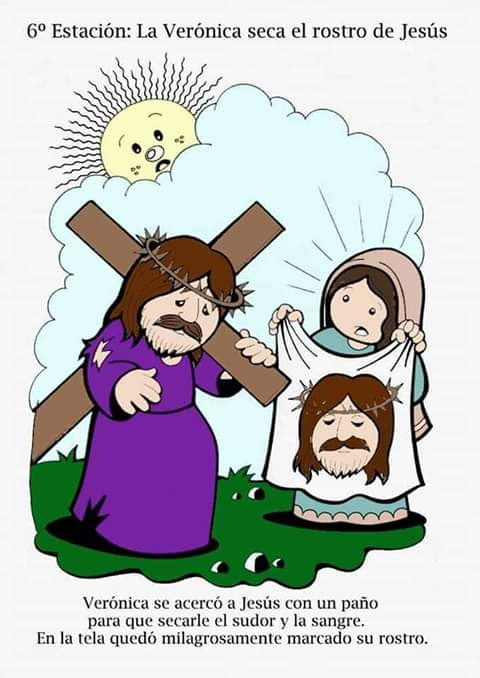 6º Estación: La Verónica seca el rostro de Jesús
Verónica se acercó a Jesús con un paño
para que secarle el sudor y la sangre.
En la tela quedó milagrosamente marcado su rostro.